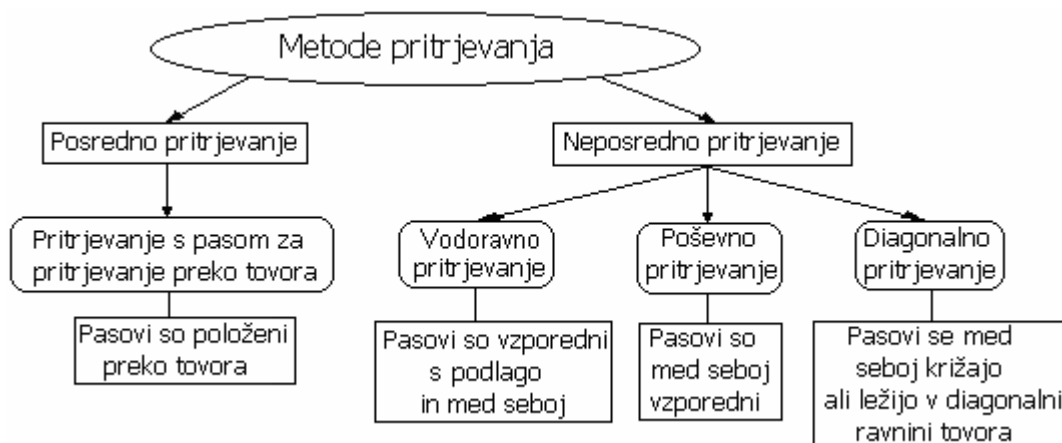 Metode pritrjevanja
Posredno pritrjevanje
Neposredno pritrjevanje
Pritrjevanje s pasom za
pritrjevanje preko tovora
Vodoravno
pritrjevanje
Poševno
pritrjevanje
Diagonalno
pritrjevanje
Pasovi so položeni
preko tovora
Pasovi so vzporedni
s podlago
in med seboj
Pasovi so
med seboj
vzporedni
Pasovi se med
seboj križajo
ali ležijo v diagonalni
ravnini tovora